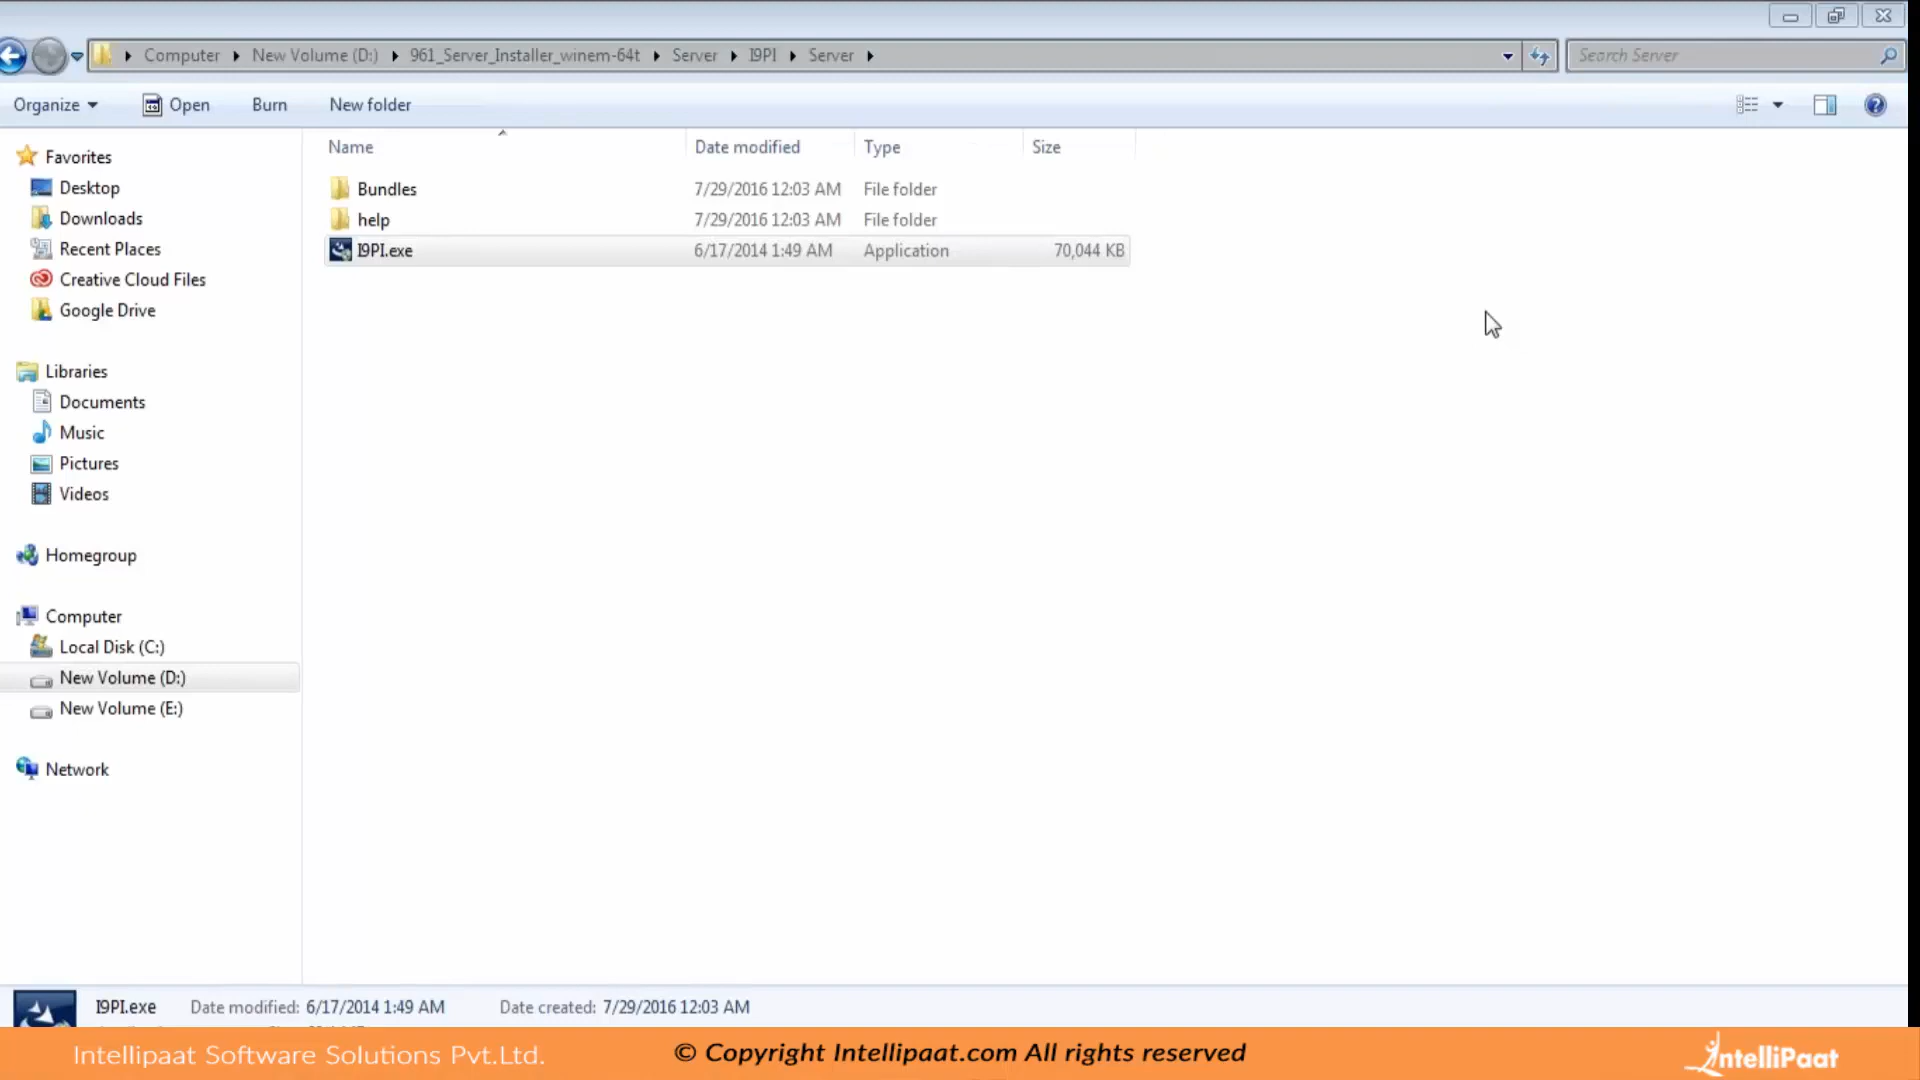 Computer New Volume (D:) 961_Server_Installer_winem-64t Server I9PI Server Search Server
Organize Open Burn New folder
Name Date modified Type Size
Favorites
Desktop
Downloads
Recent Places
Creative Cloud Files
Google Drive
Libraries
Documents
Music
Pictures
Videos
Homegroup
Computer
Local Disk (C:)
New Volume (D:)
New Volume (E:)
Network
Bundles 7/29/2016 12:03 AM File folder
help 7/29/2016 12:03 AM File folder
I9PI.exe 6/17/2014 1:49 AM Application 70,044 KB
I9PI.exe Date modified: 6/17/2014 1:49 AM Date created: 7/29/2016 12:03 AM
Intellipaat Software Solutions Pvt.Ltd. © Copyright Intellipaat.com All rights reserved IntelliPaat